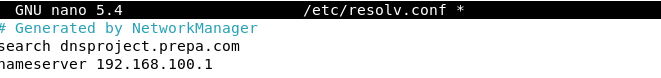 GNU nano 5.4 /etc/resolv.conf *
# Generated by NetworkManager
search dnsproject.prepa.com
nameserver 192.168.100.1